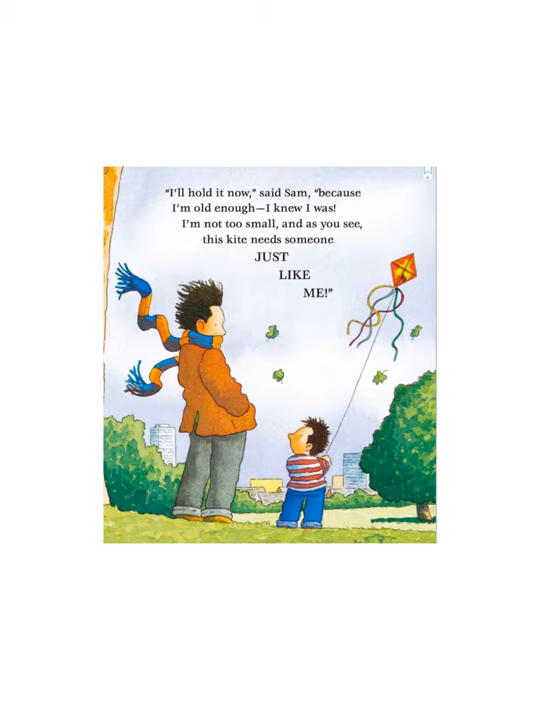 “I’ll hold it now,” said Sam, “because
I’m old enough—I knew I was!
I’m not too small, and as you see,
this kite needs someone
JUST
LIKE
ME!”